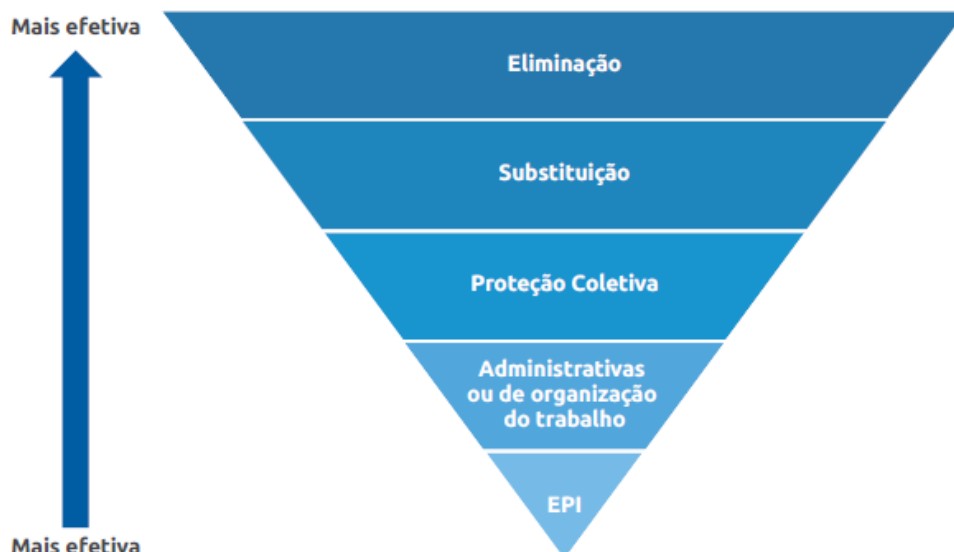 Mais efetiva
Eliminação
Substituição
Proteção Coletiva
Administrativas
ou de organização
do trabalho
EPI
Mais efetiva